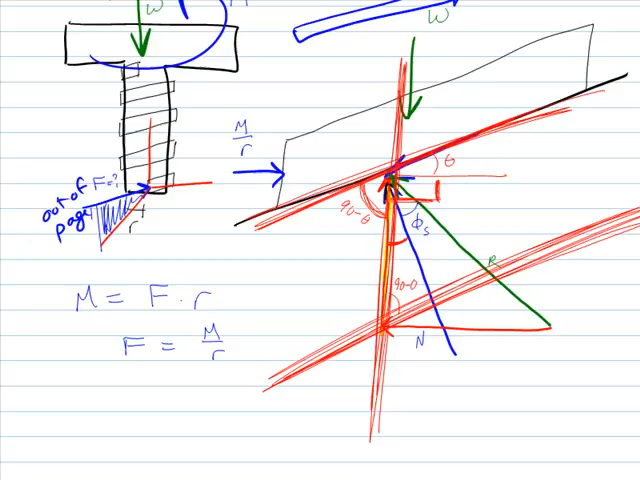 W
W
M
r
F=?
out of
page
r
θ
90-θ
Φs
R
90-θ
N
M = F · r
F = M
r